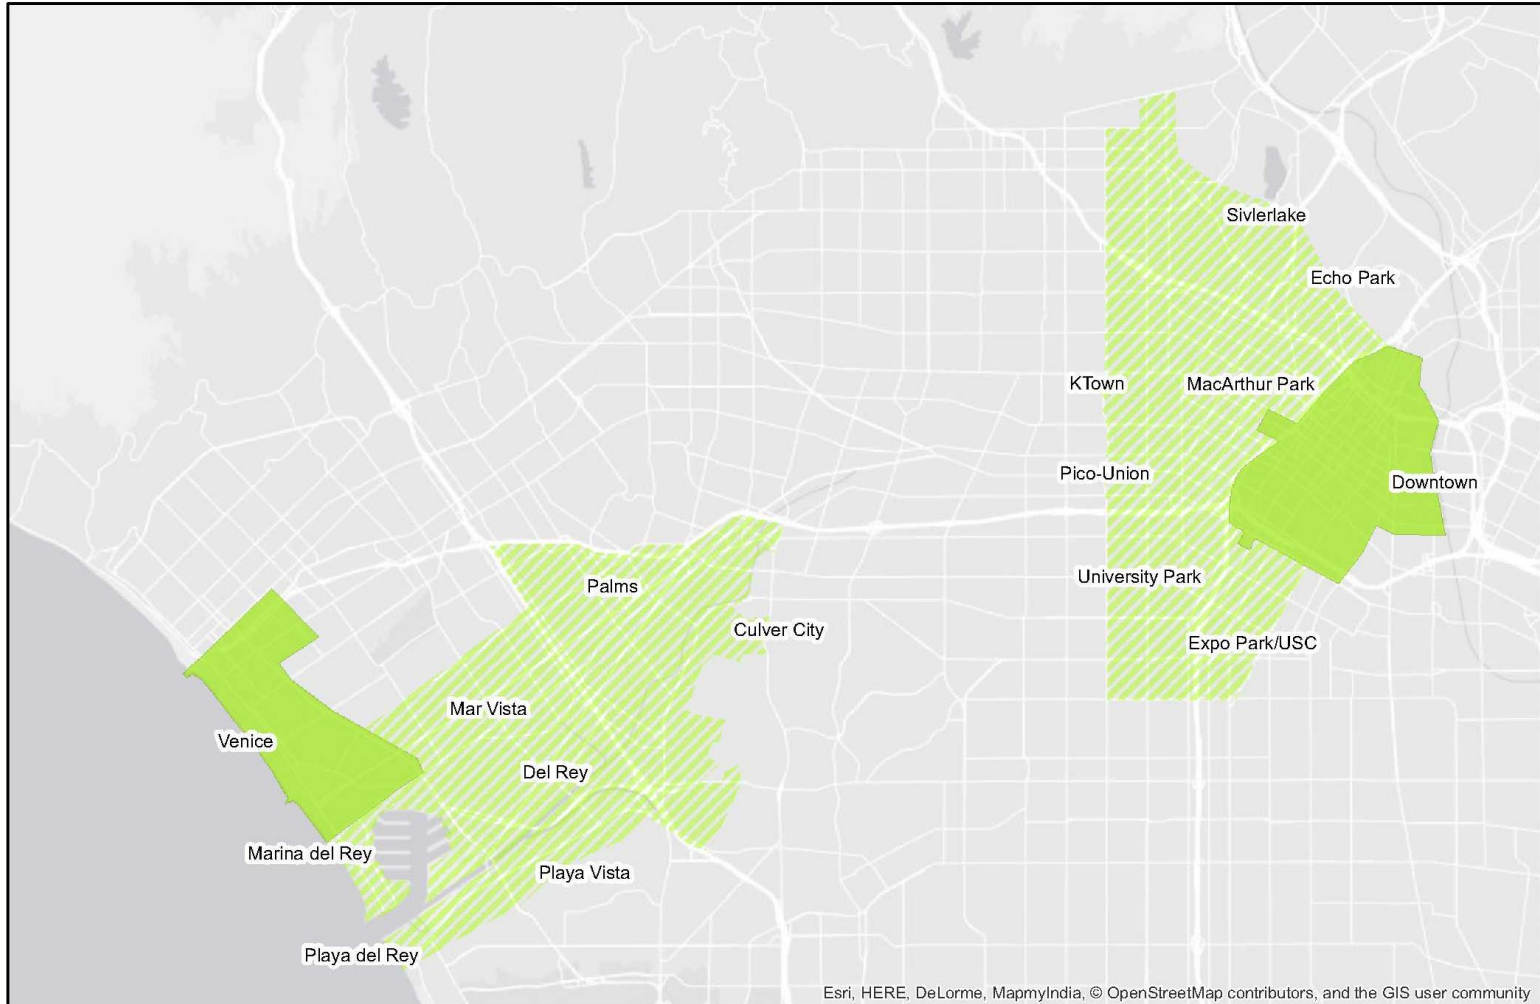 Sivlerlake
Echo Park
KTown
MacArthur Park
Pico-Union
Downtown
University Park
Palms
Culver City
Expo Park/USC
Mar Vista
Venice
Del Rey
Marina del Rey
Playa Vista
Playa del Rey
Esri, HERE, DeLorme, MapmyIndia, © OpenStreetMap contributors, and the GIS user community